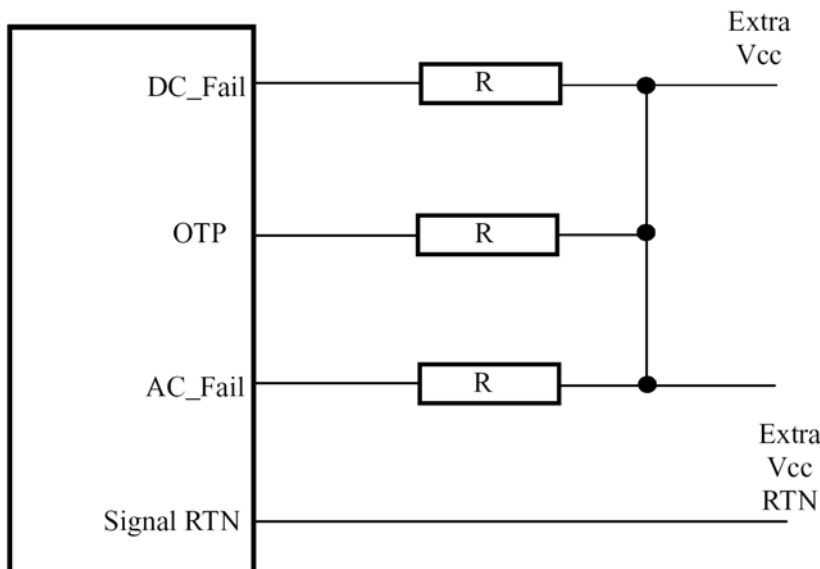 Extra
Vcc
DC_Fail
R
OTP
R
AC_Fail
R
Extra
Vcc
RTN
Signal RTN